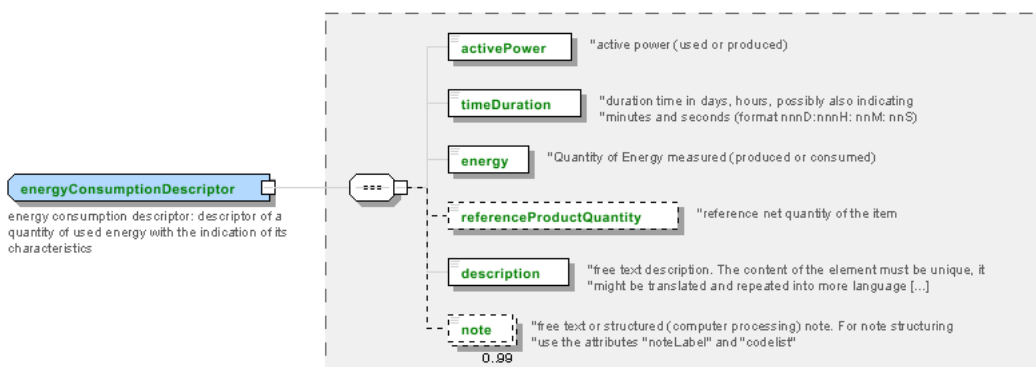 activePower
"active power (used or produced)
timeDuration
"duration time in days, hours, possibly also indicating
"minutes and seconds (format nnnD:nnnH: nnM: nnS)
energy
"Quantity of Energy measured (produced or consumed)
energyConsumptionDescriptor
energy consumption descriptor: descriptor of a
quantity of used energy with the indication of its
characteristics
referenceProductQuantity
"reference net quantity of the item
description
"free text description. The content of the element must be unique, it
"might be translated and repeated into more language [...]
note
"free text or structured (computer processing) note. For note structuring
"use the attributes "noteLabel" and "codelist"
0..99